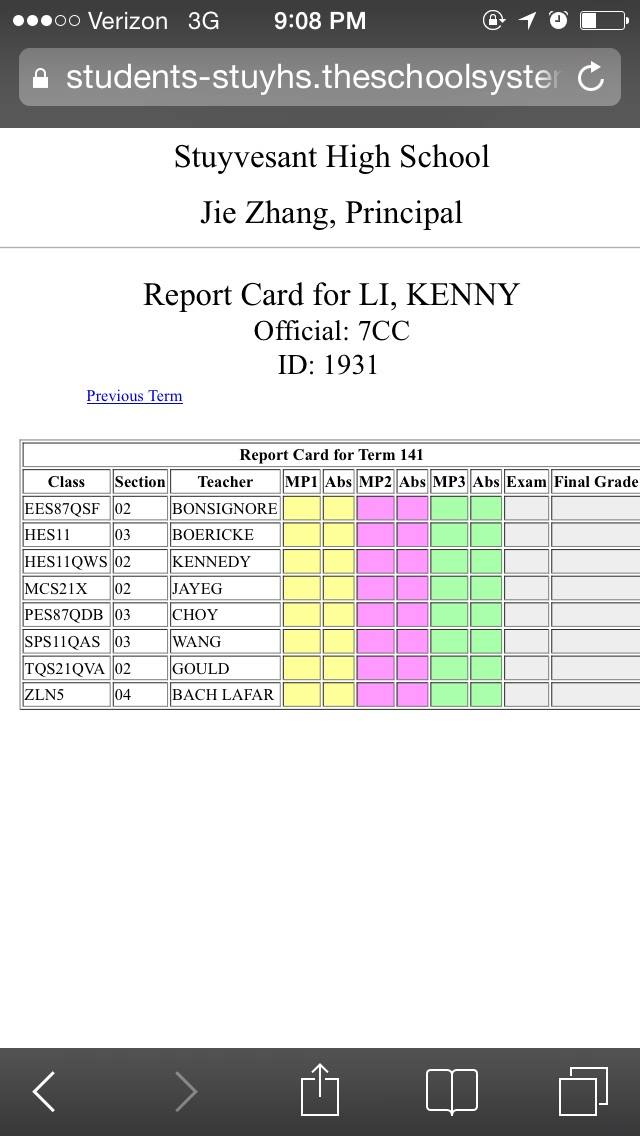 Verizon 3G 9:08 PM
students-stuyhs.theschoolsyster
Stuyvesant High School
Jie Zhang, Principal
Report Card for LI, KENNY
Official: 7CC
ID: 1931
Previous Term
Report Card for Term 141
Class Section Teacher MP1 Abs MP2 Abs MP3 Abs Exam Final Grade
EES87QSF 02 BONSIGNORE
HES11 03 BOERICKE
HES11QWS 02 KENNEDY
MCS21X 02 JAYEG
PES87QDB 03 CHOY
SPS11QAS 03 WANG
TQS21QVA 02 GOULD
ZLN5 04 BACH LAFAR